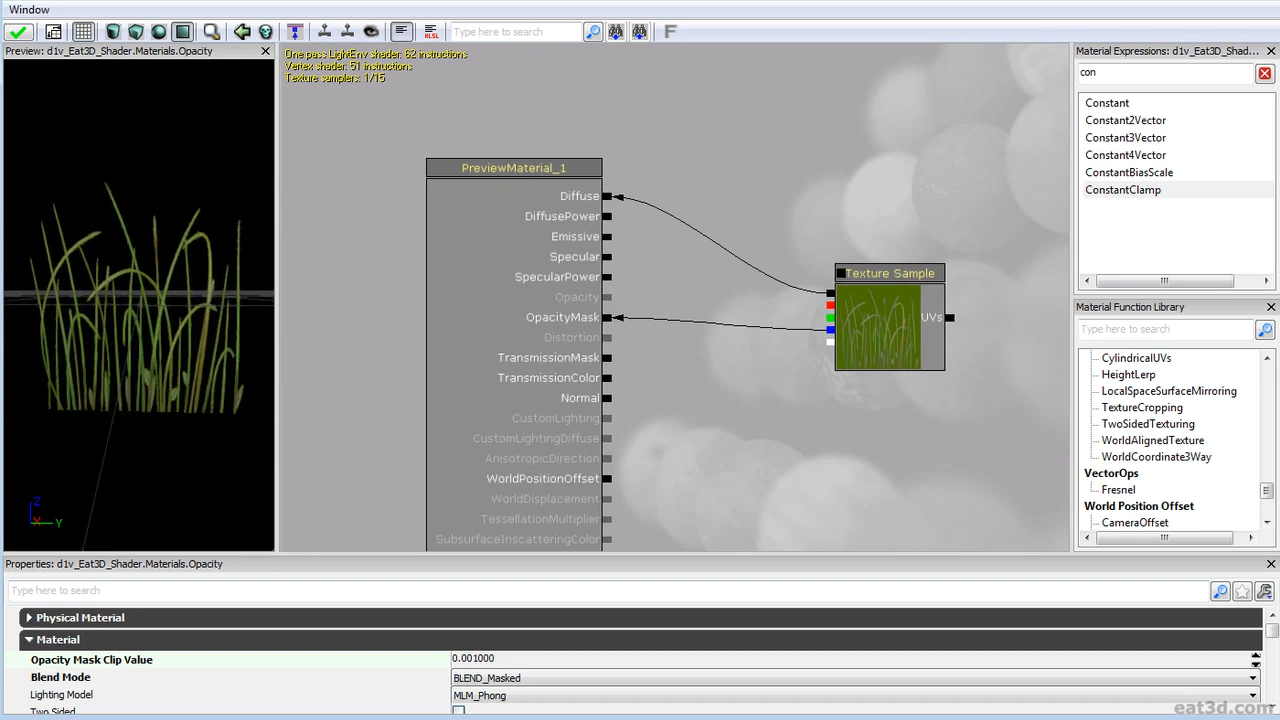 Window
HLSL
Type here to search
F
Preview: d1v_Eat3D_Shader.Materials.Opacity
One pass LightEnv shader: 62 instructions
Vertex shader: 51 instructions
Texture samplers: 1/15
PreviewMaterial_1
Diffuse
DiffusePower
Emissive
Specular
SpecularPower
Opacity
OpacityMask
Distortion
TransmissionMask
TransmissionColor
Normal
CustomLighting
CustomLightingDiffuse
AnisotropicDirection
WorldPositionOffset
WorldDisplacement
TessellationMultiplier
SubsurfaceInscatteringColor
Texture Sample
UVs
Z
X
Y
Material Expressions: d1v_Eat3D_Shad...
con
Constant
Constant2Vector
Constant3Vector
Constant4Vector
ConstantBiasScale
ConstantClamp
Material Function Library
Type here to search
CylindricalUVs
HeightLerp
LocalSpaceSurfaceMirroring
TextureCropping
TwoSidedTexturing
WorldAlignedTexture
WorldCoordinate3Way
VectorOps
Fresnel
World Position Offset
CameraOffset
Properties: d1v_Eat3D_Shader.Materials.Opacity
Type here to search
Physical Material
Material
Opacity Mask Clip Value 0.001000
Blend Mode BLEND_Masked
Lighting Model MLM_Phong
Two Sided
eat3d.com